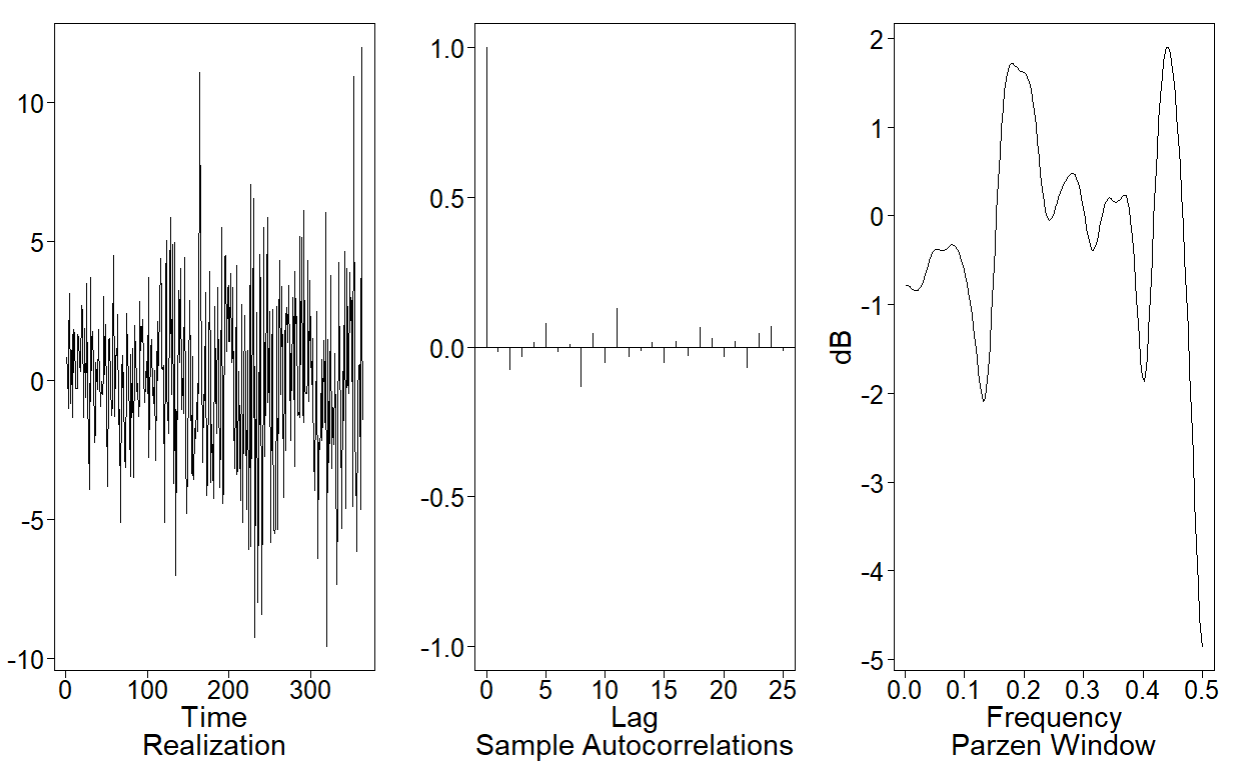 10
5
0
-5
-10
0 100 200 300
Time
Realization
1.0
0.5
0.0
-0.5
-1.0
0 5 10 15 20 25
Lag
Sample Autocorrelations
dB
2
1
0
-1
-2
-3
-4
-5
0.0 0.1 0.2 0.3 0.4 0.5
Frequency
Parzen Window